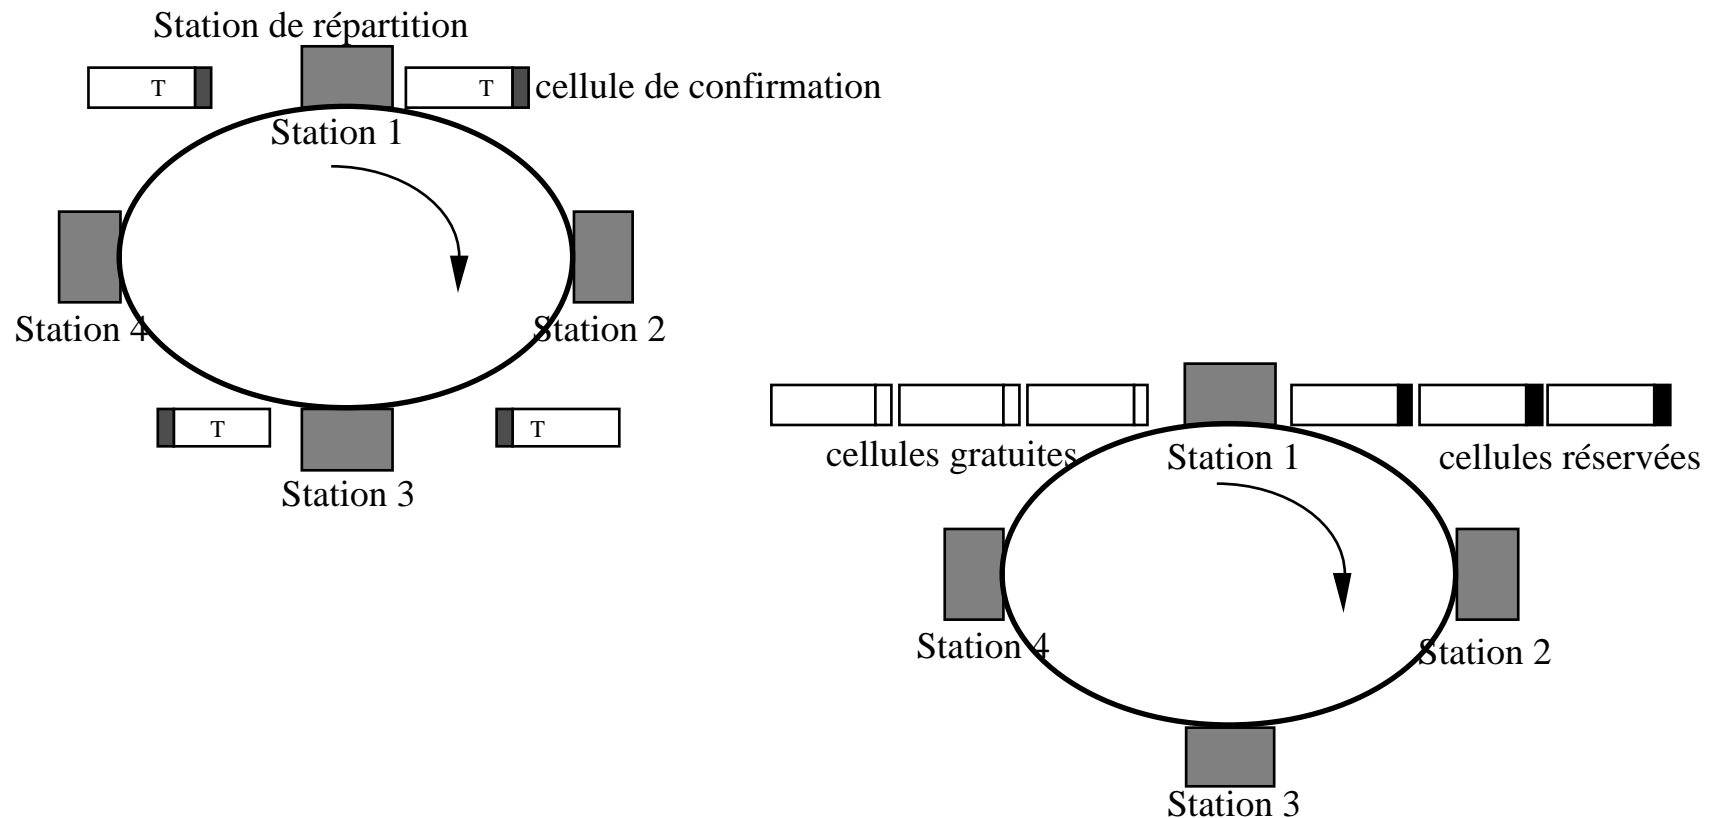 Station de répartition
T
T
cellule de confirmation
Station 1
Station 4
Station 2
T
T
Station 3
cellules gratuites
Station 1
cellules réservées
Station 4
Station 2
Station 3